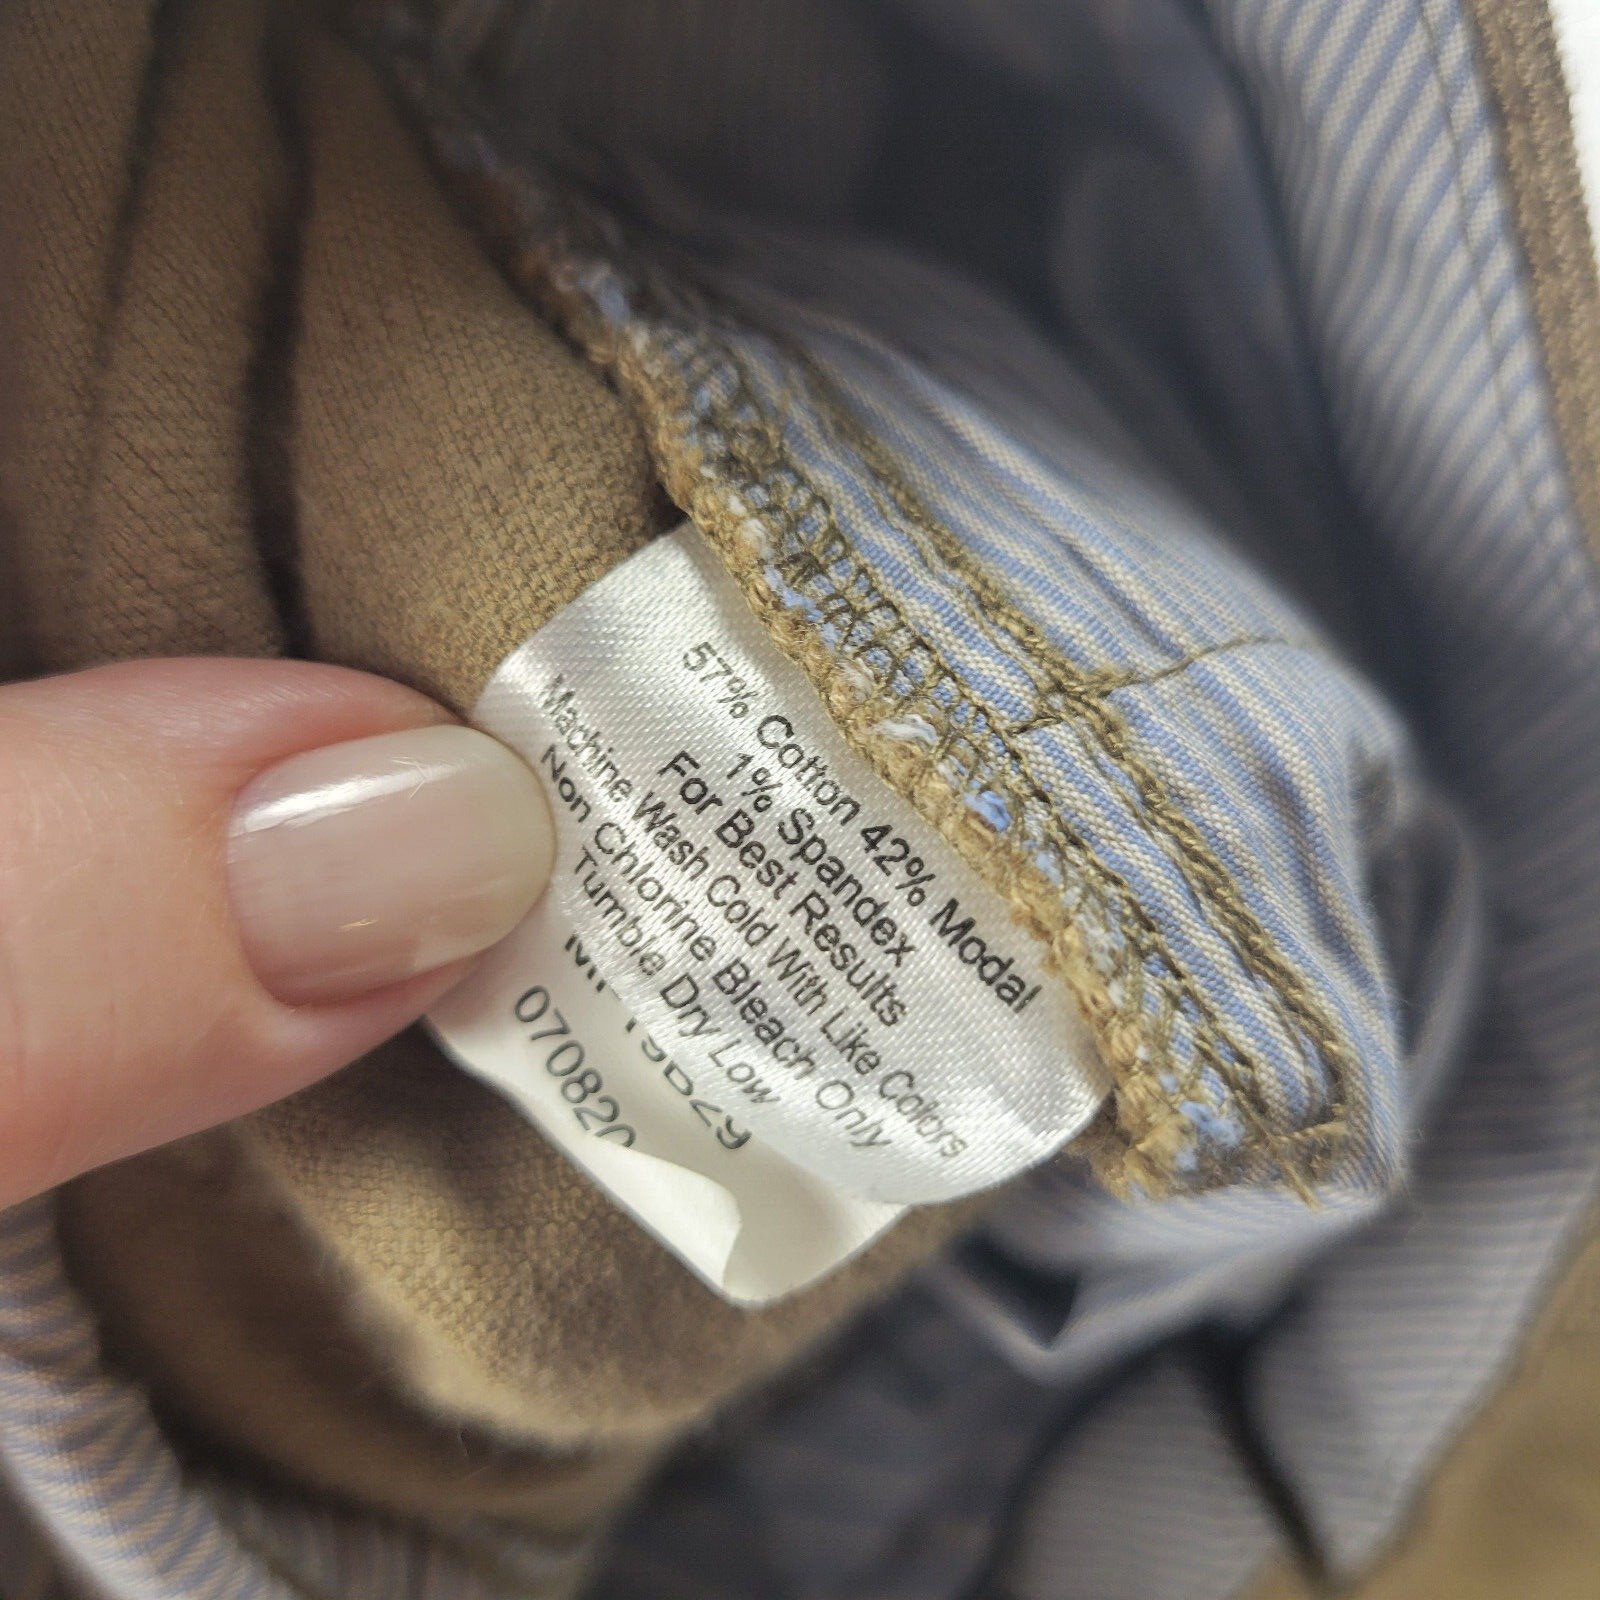 57% Cotton 42% Modal
1% Spandex
For Best Results
Machine Wash Cold With Like Colors
Non Chlorine Bleach Only
Tumble Dry Low
070820